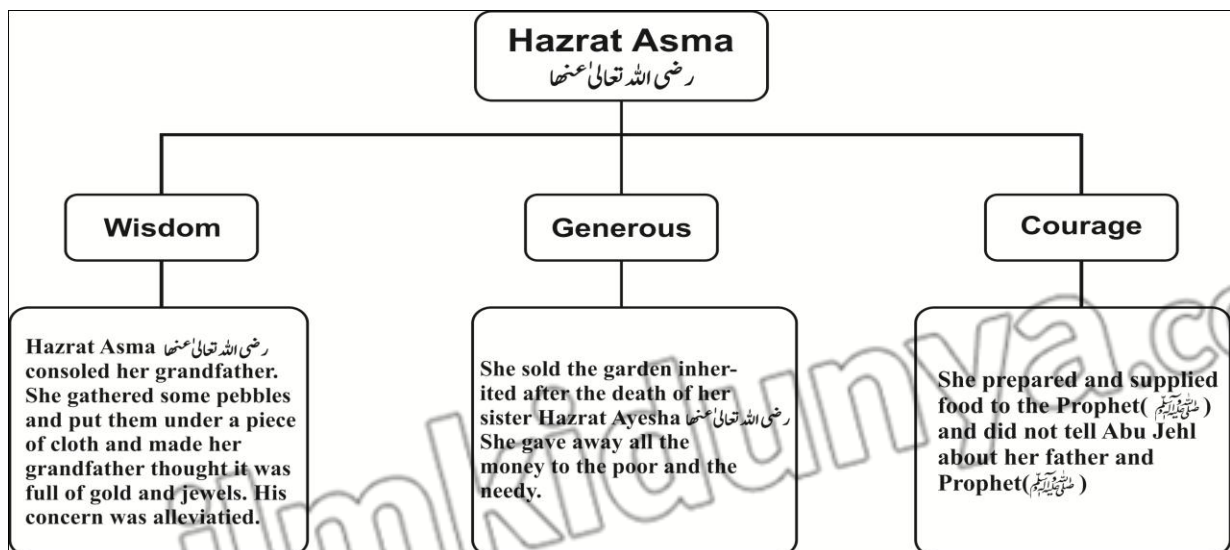 Hazrat Asma
رضی اللہ تعالیٰ عنھا
Wisdom
Generous
Courage
Hazrat Asma رضی اللہ تعالیٰ عنھا
consoled her grandfather.
She gathered some pebbles
and put them under a piece
of cloth and made her
grandfather thought it was
full of gold and jewels. His
concern was alleviatied.
She sold the garden inher-
ited after the death of her
sister Hazrat Ayesha رضی اللہ تعالیٰ عنھا
She gave away all the
money to the poor and the
needy.
She prepared and supplied
food to the Prophet( ﷺ )
and did not tell Abu Jehl
about her father and
Prophet(ﷺ )
ilmkidunya.co